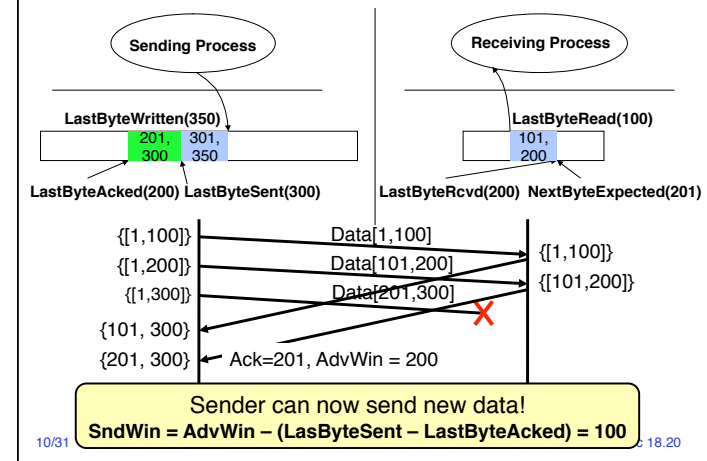 Sending Process
Receiving Process
LastByteWritten(350)
LastByteRead(100)
201, 300
301, 350
101, 200
LastByteAcked(200) LastByteSent(300)
LastByteRcvd(200) NextByteExpected(201)
{[1,100]}
Data[1,100]
{[1,100]}
{[1,200]}
Data[101,200]
{[101,200]}
{[1,300]}
Data[201,300]
{101, 300}
{201, 300}
Ack=201, AdvWin = 200
Sender can now send new data!
SndWin = AdvWin – (LasByteSent – LastByteAcked) = 100
10/31
c 18.20